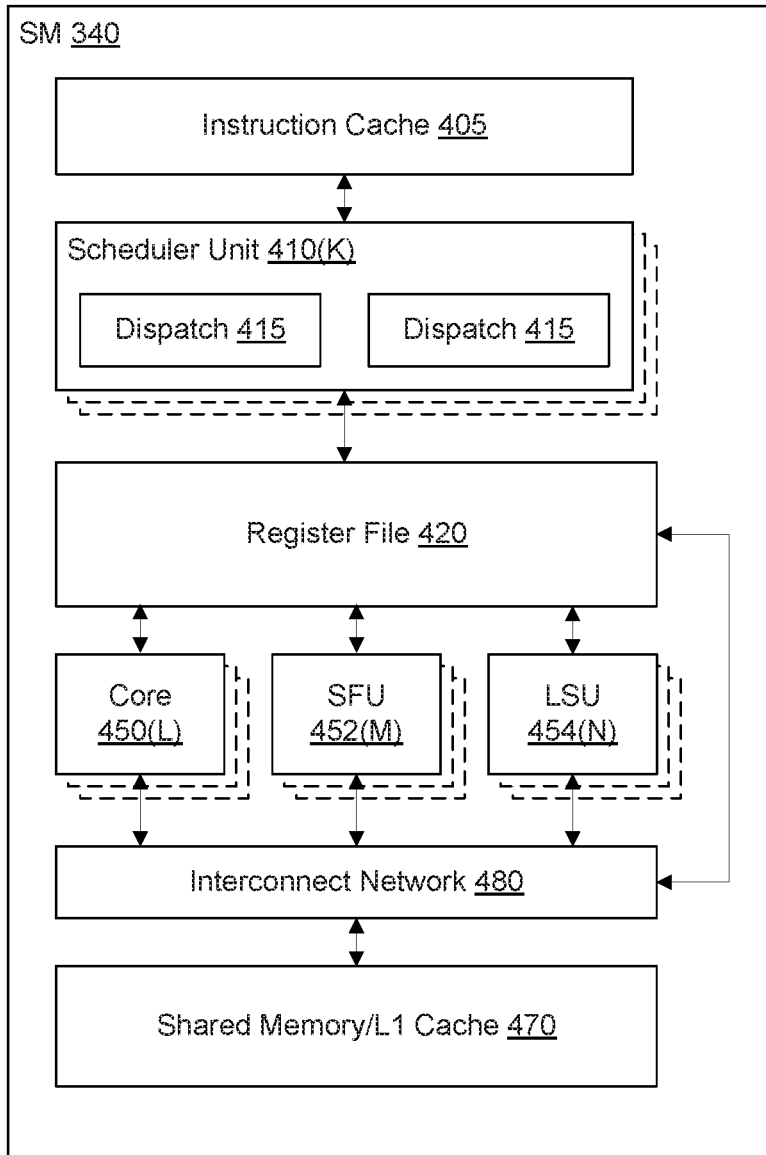 SM 340
Instruction Cache 405
Scheduler Unit 410(K)
Dispatch 415 Dispatch 415
Register File 420
Core SFU LSU
450(L) 452(M) 454(N)
Interconnect Network 480
Shared Memory/L1 Cache 470